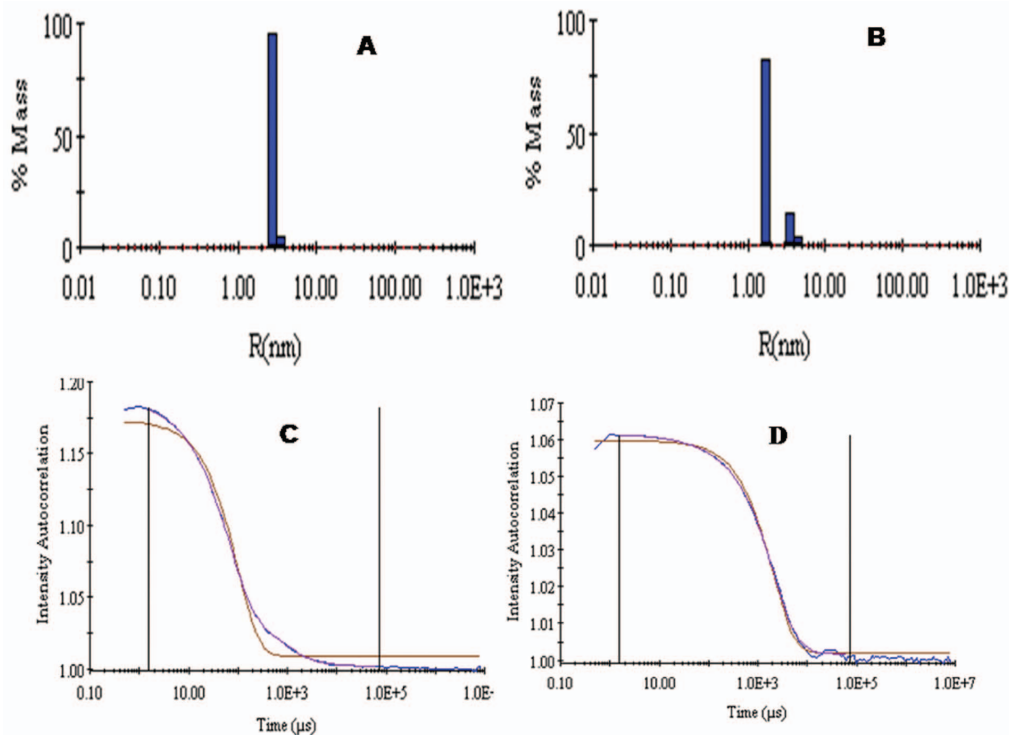 A
B
100
50
0
% Mass
0.01 0.10 1.00 10.00 100.00 1.0E+3
R(nm)
100
50
0
% Mass
0.01 0.10 1.00 10.00 100.00 1.0E+3
R(nm)
C
1.20
1.15
1.10
1.05
1.00
Intensity Autocorrelation
0.10 10.00 1.0E+3 1.0E+5 1.0E-
Time (µs)
D
1.07
1.06
1.05
1.04
1.03
1.02
1.01
1.00
Intensity Autocorrelation
0.10 10.00 1.0E+3 1.0E+5 1.0E+7
Time (µs)